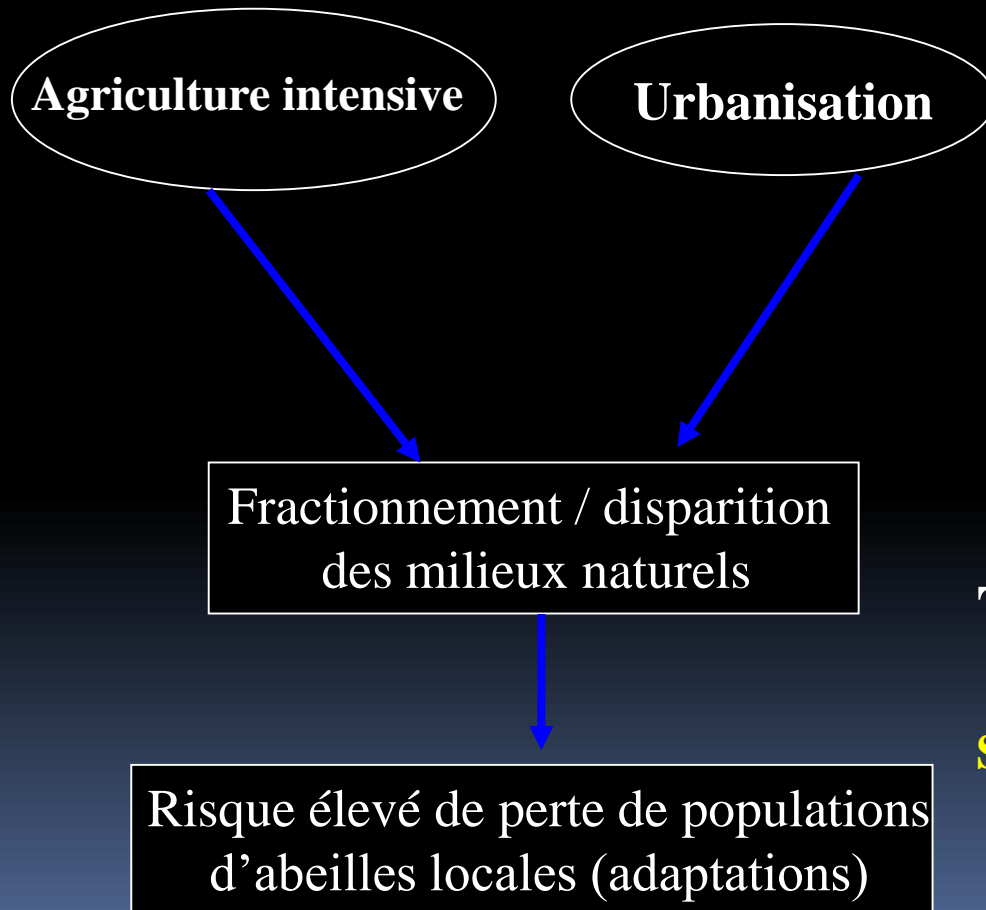 Agriculture intensive
Urbanisation
Fractionnement / disparition
des milieux naturels
Risque élevé de perte de populations
d’abeilles locales (adaptations)